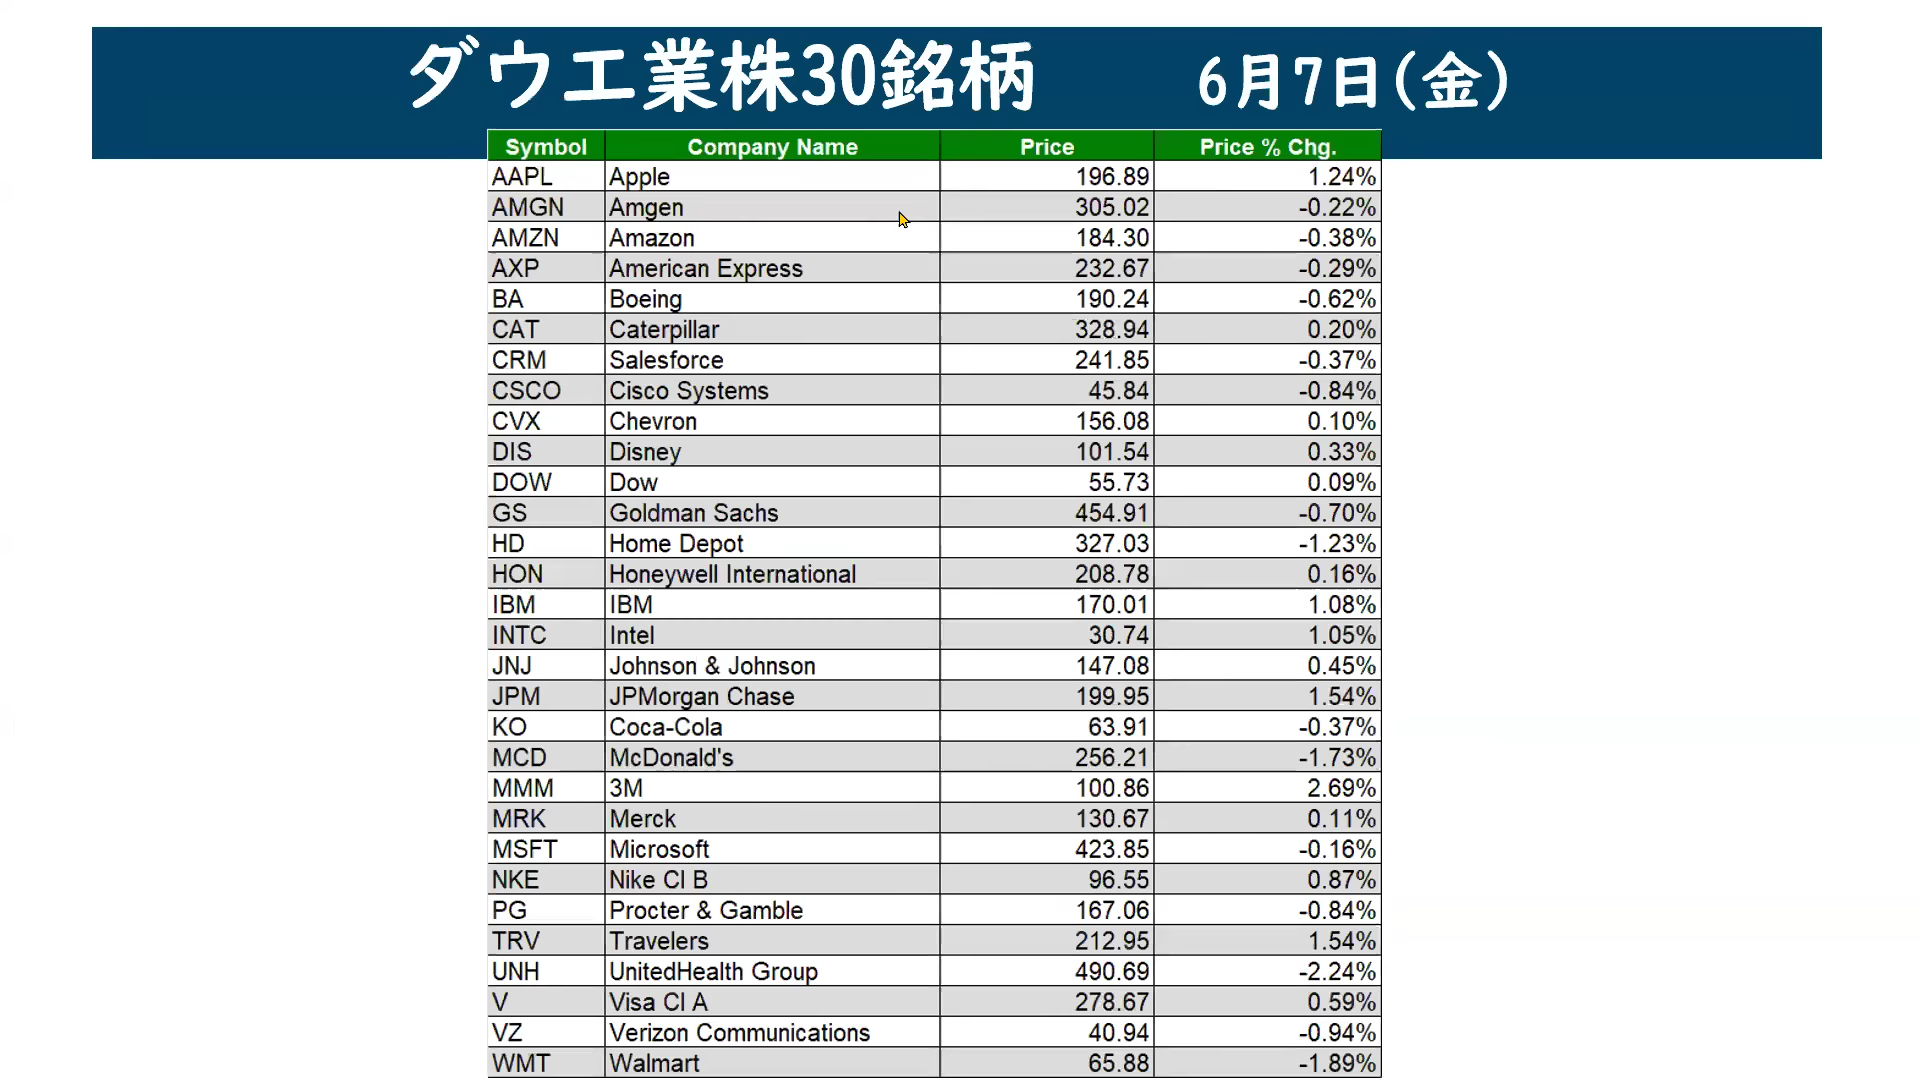 ダウ工業株30銘柄 6月7日(金)
Symbol Company Name Price Price % Chg.
AAPL Apple 196.89 1.24%
AMGN Amgen 305.02 -0.22%
AMZN Amazon 184.30 -0.38%
AXP American Express 232.67 -0.29%
BA Boeing 190.24 -0.62%
CAT Caterpillar 328.94 0.20%
CRM Salesforce 241.85 -0.37%
CSCO Cisco Systems 45.84 -0.84%
CVX Chevron 156.08 0.10%
DIS Disney 101.54 0.33%
DOW Dow 55.73 0.09%
GS Goldman Sachs 454.91 -0.70%
HD Home Depot 327.03 -1.23%
HON Honeywell International 208.78 0.16%
IBM IBM 170.01 1.08%
INTC Intel 30.74 1.05%
JNJ Johnson & Johnson 147.08 0.45%
JPM JPMorgan Chase 199.95 1.54%
KO Coca-Cola 63.91 -0.37%
MCD McDonald's 256.21 -1.73%
MMM 3M 100.86 2.69%
MRK Merck 130.67 0.11%
MSFT Microsoft 423.85 -0.16%
NKE Nike Cl B 96.55 0.87%
PG Procter & Gamble 167.06 -0.84%
TRV Travelers 212.95 1.54%
UNH UnitedHealth Group 490.69 -2.24%
V Visa Cl A 278.67 0.59%
VZ Verizon Communications 40.94 -0.94%
WMT Walmart 65.88 -1.89%